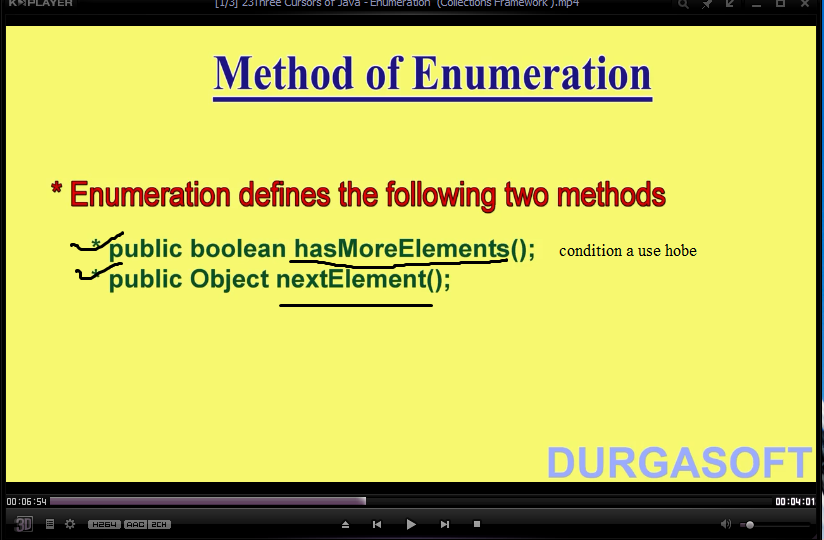 K▶PLAYER
[1/3] 23Three Cursors of Java - Enumeration (Collections Framework ).mp4
Method of Enumeration
* Enumeration defines the following two methods
* public boolean hasMoreElements(); condition a use hobe
* public Object nextElement();
DURGASOFT
00:06:54 00:04:01
3D H264 AAC 2CH